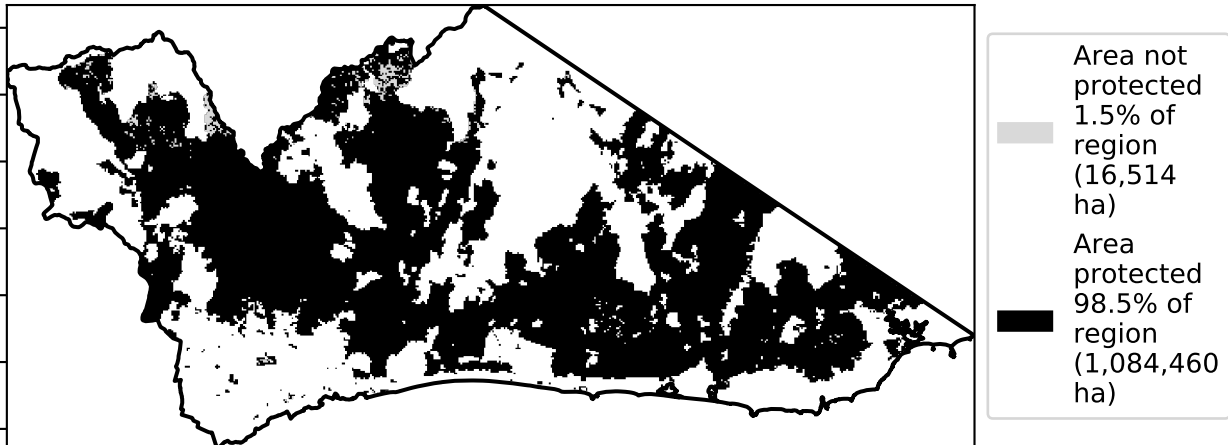 Area not
protected
1.5% of
region
(16,514
ha)
Area
protected
98.5% of
region
(1,084,460
ha)